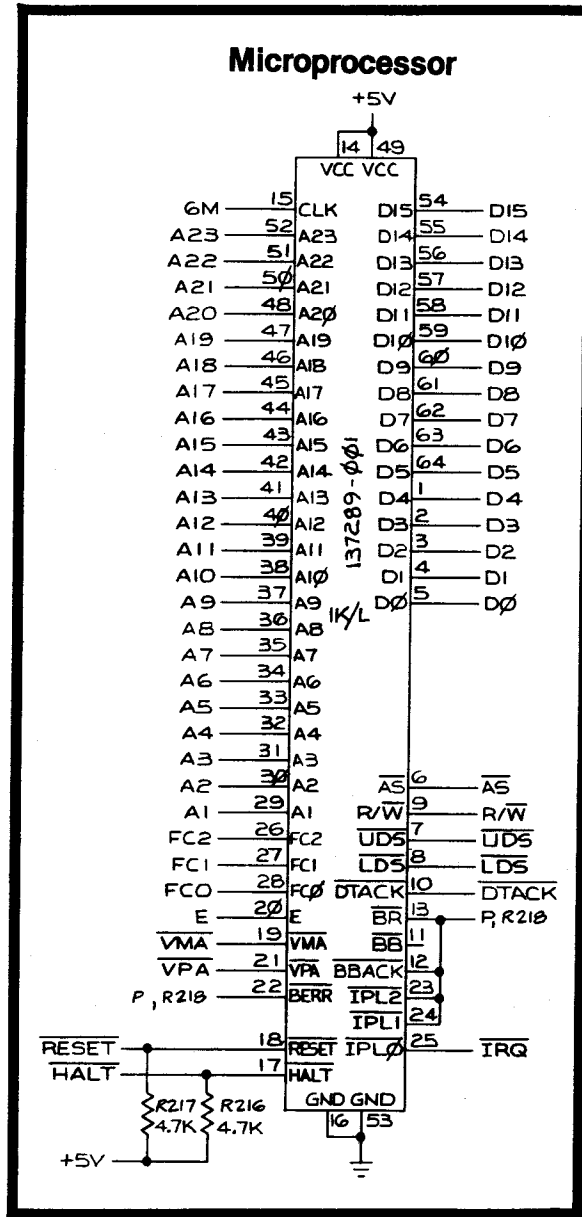 Microprocessor
+5V
14 49
VCC VCC
6M 15 CLK D15 54 D15
A23 52 A23 D14 55 D14
A22 51 A22 D13 56 D13
A21 5Ø A21 D12 57 D12
A20 48 A2Ø D11 58 D11
A19 47 A19 D1Ø 59 D1Ø
A18 46 A18 D9 6Ø D9
A17 45 A17 D8 61 D8
A16 44 A16 D7 62 D7
A15 43 A15 D6 63 D6
A14 42 A14 D5 64 D5
A13 41 A13 D4 1 D4
A12 4Ø A12 D3 2 D3
A11 39 A11 D2 3 D2
A10 38 A1Ø D1 4 D1
A9 37 A9 DØ 5 DØ
137289-ØØ1
1K/L
A8 36 A8
A7 35 A7
A6 34 A6
A5 33 A5
A4 32 A4
A3 31 A3
A2 3Ø A2 AS 6 AS
A1 29 A1 R/W 9 R/W
FC2 26 FC2 UDS 7 UDS
FC1 27 FC1 LDS 8 LDS
FC0 28 FCØ DTACK 10 DTACK
E 2Ø E BR 13 P, R218
VMA 19 VMA BB 11
VPA 21 VPA BBACK 12
P, R218 22 BERR IPL2 23
IPL1 24
RESET 18 RESET IPLØ 25 IRQ
HALT 17 HALT
GND GND
16 53
R217 4.7K
R216 4.7K
+5V